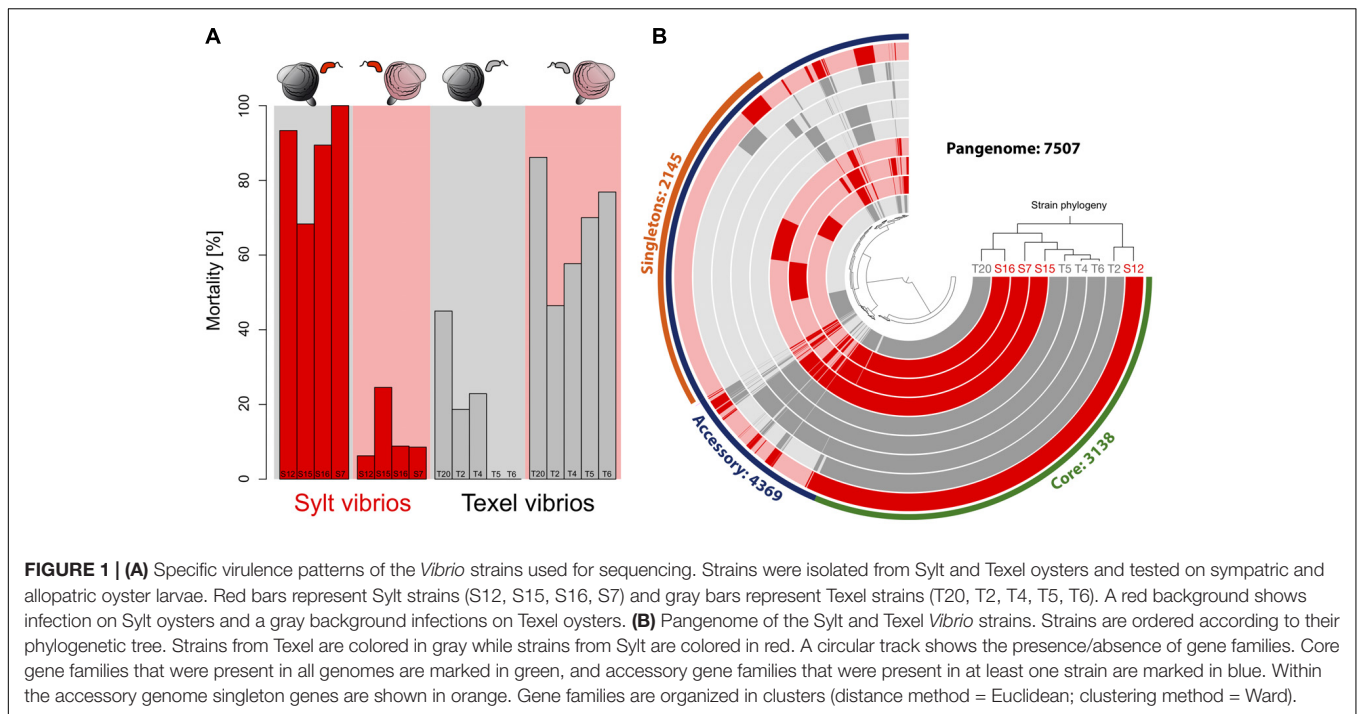 A
B
Mortality [%]
100
80
60
40
20
0
S12 S15 S16 S7
S12 S15 S16 S7
T20 T2 T4 T5 T6
T20 T2 T4 T5 T6
Sylt vibrios
Texel vibrios
Singletons: 2145
Accessory: 4369
Core: 3138
Pangenome: 7507
Strain phylogeny
T20 S16 S7 S15 T5 T4 T6 T2 S12
FIGURE 1 | (A) Specific virulence patterns of the Vibrio strains used for sequencing. Strains were isolated from Sylt and Texel oysters and tested on sympatric and
allopatric oyster larvae. Red bars represent Sylt strains (S12, S15, S16, S7) and gray bars represent Texel strains (T20, T2, T4, T5, T6). A red background shows
infection on Sylt oysters and a gray background infections on Texel oysters. (B) Pangenome of the Sylt and Texel Vibrio strains. Strains are ordered according to their
phylogenetic tree. Strains from Texel are colored in gray while strains from Sylt are colored in red. A circular track shows the presence/absence of gene families. Core
gene families that were present in all genomes are marked in green, and accessory gene families that were present in at least one strain are marked in blue. Within
the accessory genome singleton genes are shown in orange. Gene families are organized in clusters (distance method = Euclidean; clustering method = Ward).